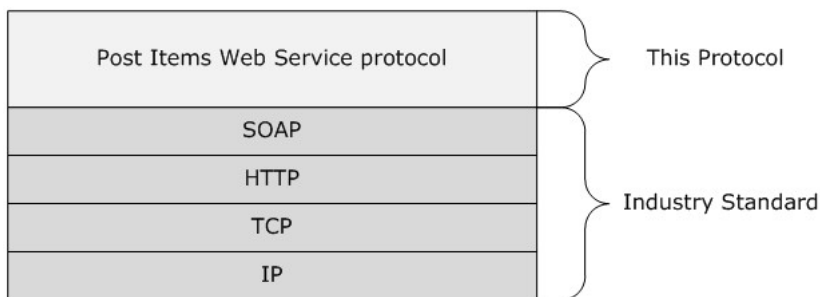 Post Items Web Service protocol
This Protocol
SOAP
HTTP
TCP
IP
Industry Standard